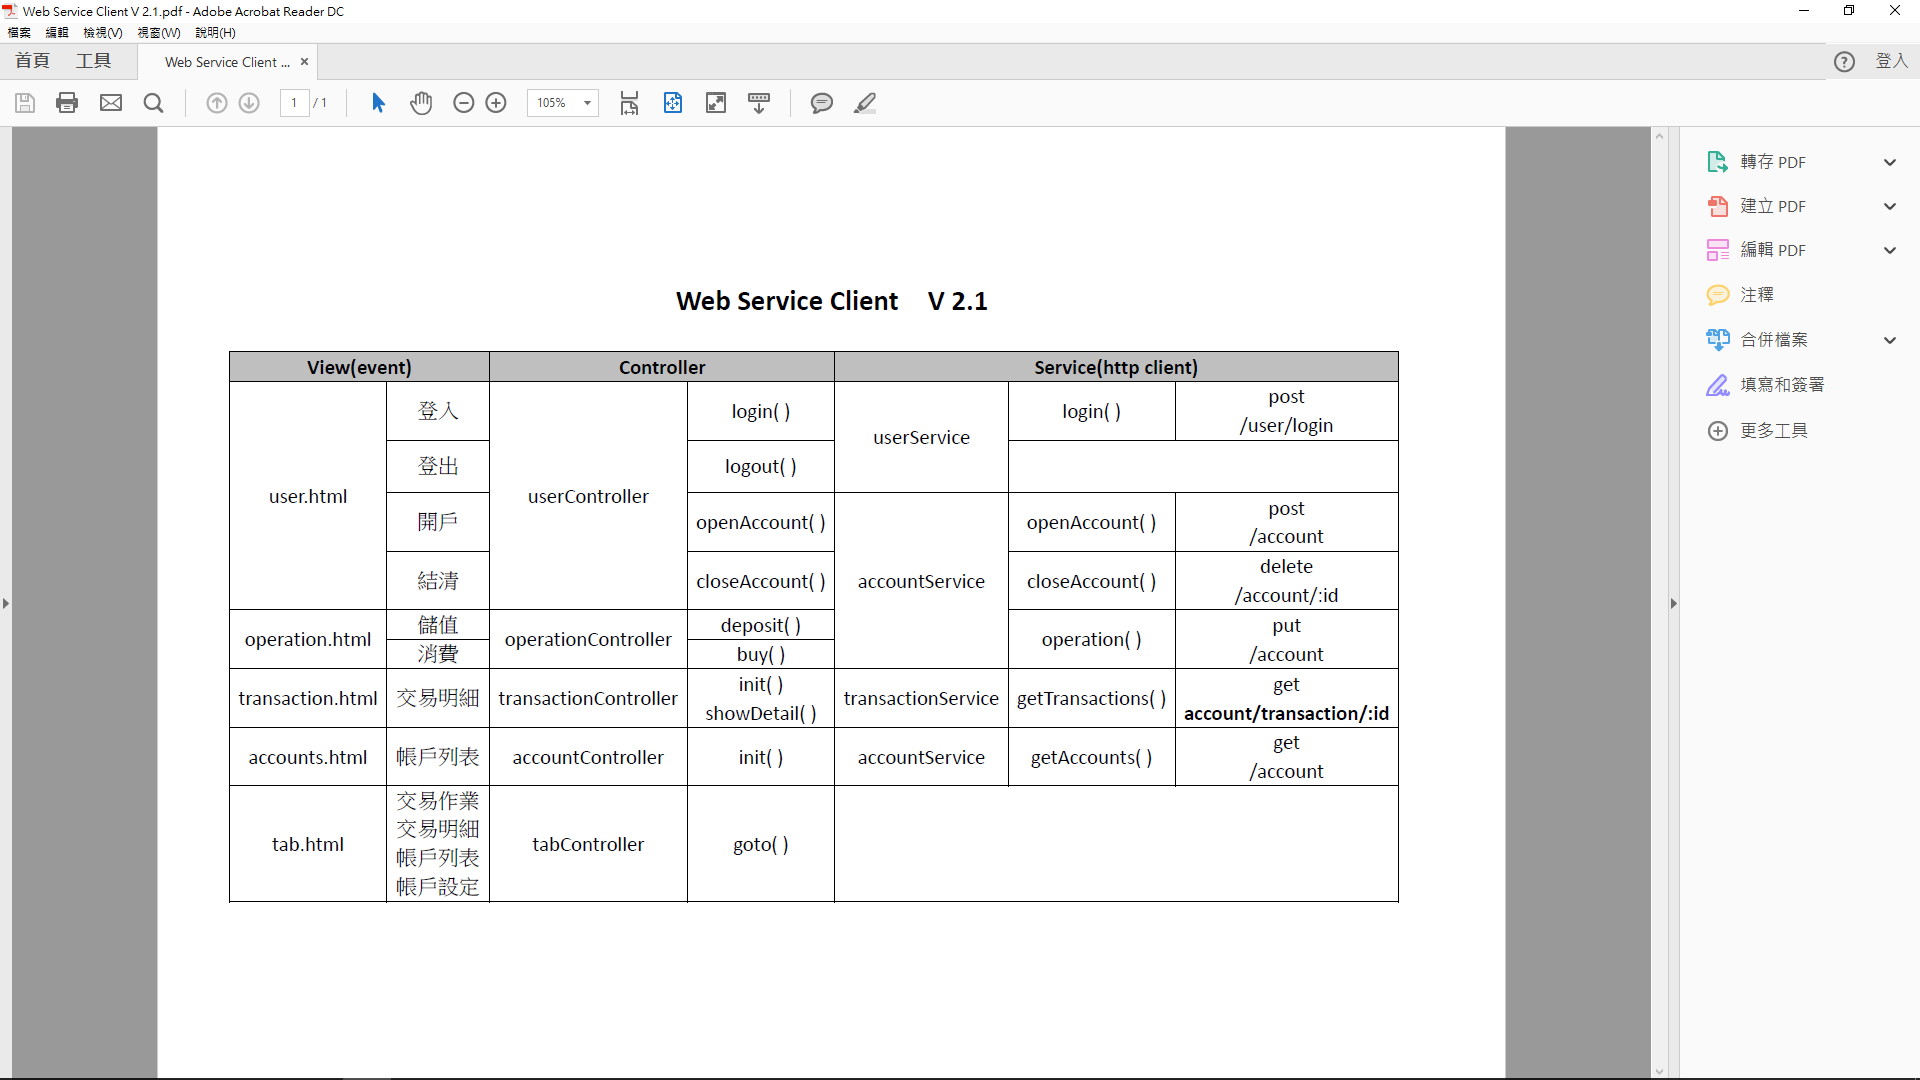 Web Service Client V 2.1.pdf - Adobe Acrobat Reader DC
檔案 編輯 檢視(V) 視窗(W) 說明(H)
首頁 工具 Web Service Client ... × ? 登入
1 / 1 105%
轉存 PDF
建立 PDF
編輯 PDF
注釋
合併檔案
填寫和簽署
更多工具
Web Service Client V 2.1
View(event) Controller Service(http client)
user.html
登入
userController
login( )
userService
login( )
post
/user/login
登出
logout( )
開戶
openAccount( )
accountService
openAccount( )
post
/account
結清
closeAccount( )
closeAccount( )
delete
/account/:id
operation.html
儲值
operationController
deposit( )
operation( )
put
/account
消費
buy( )
transaction.html
交易明細
transactionController
init( )
showDetail( )
transactionService
getTransactions( )
get
account/transaction/:id
accounts.html
帳戶列表
accountController
init( )
accountService
getAccounts( )
get
/account
tab.html
交易作業
交易明細
帳戶列表
帳戶設定
tabController
goto( )